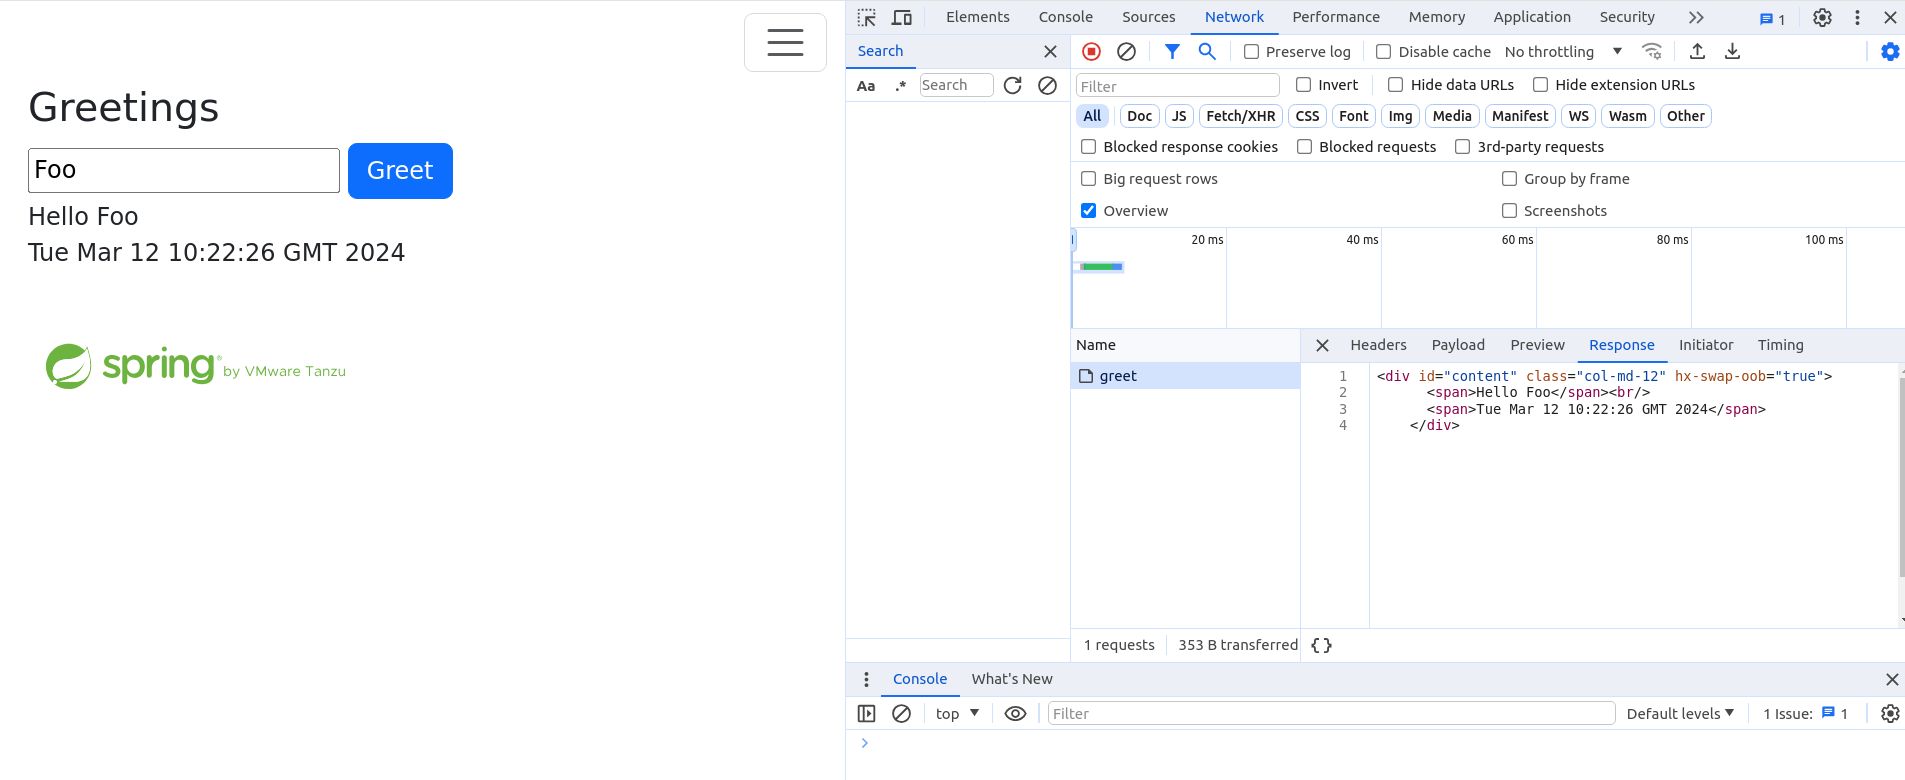 Greetings
Foo Greet
Hello Foo
Tue Mar 12 10:22:26 GMT 2024
spring by VMware Tanzu
Elements Console Sources Network Performance Memory Application Security 1
Search
Aa .* Search
Preserve log Disable cache No throttling
Filter Invert Hide data URLs Hide extension URLs
All Doc JS Fetch/XHR CSS Font Img Media Manifest WS Wasm Other
Blocked response cookies Blocked requests 3rd-party requests
Big request rows Group by frame
Overview Screenshots
20 ms 40 ms 60 ms 80 ms 100 ms
Name
greet
Headers Payload Preview Response Initiator Timing
1 <div id="content" class="col-md-12" hx-swap-oob="true">
2 <span>Hello Foo</span><br/>
3 <span>Tue Mar 12 10:22:26 GMT 2024</span>
4 </div>
1 requests 353 B transferred {}
Console What's New
top Filter Default levels 1 Issue: 1
>